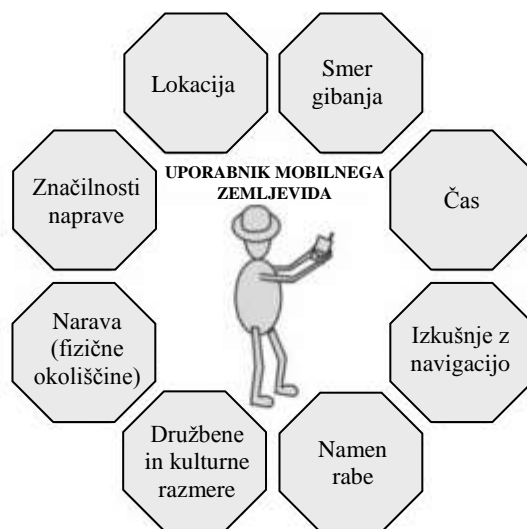 Lokacija
Smer
gibanja
UPORABNIK MOBILNEGA
ZEMLJEVIDA
Značilnosti
naprave
Čas
Narava
(fizične
okoliščine)
Izkušnje z
navigacijo
Družbene
in kulturne
razmere
Namen
rabe